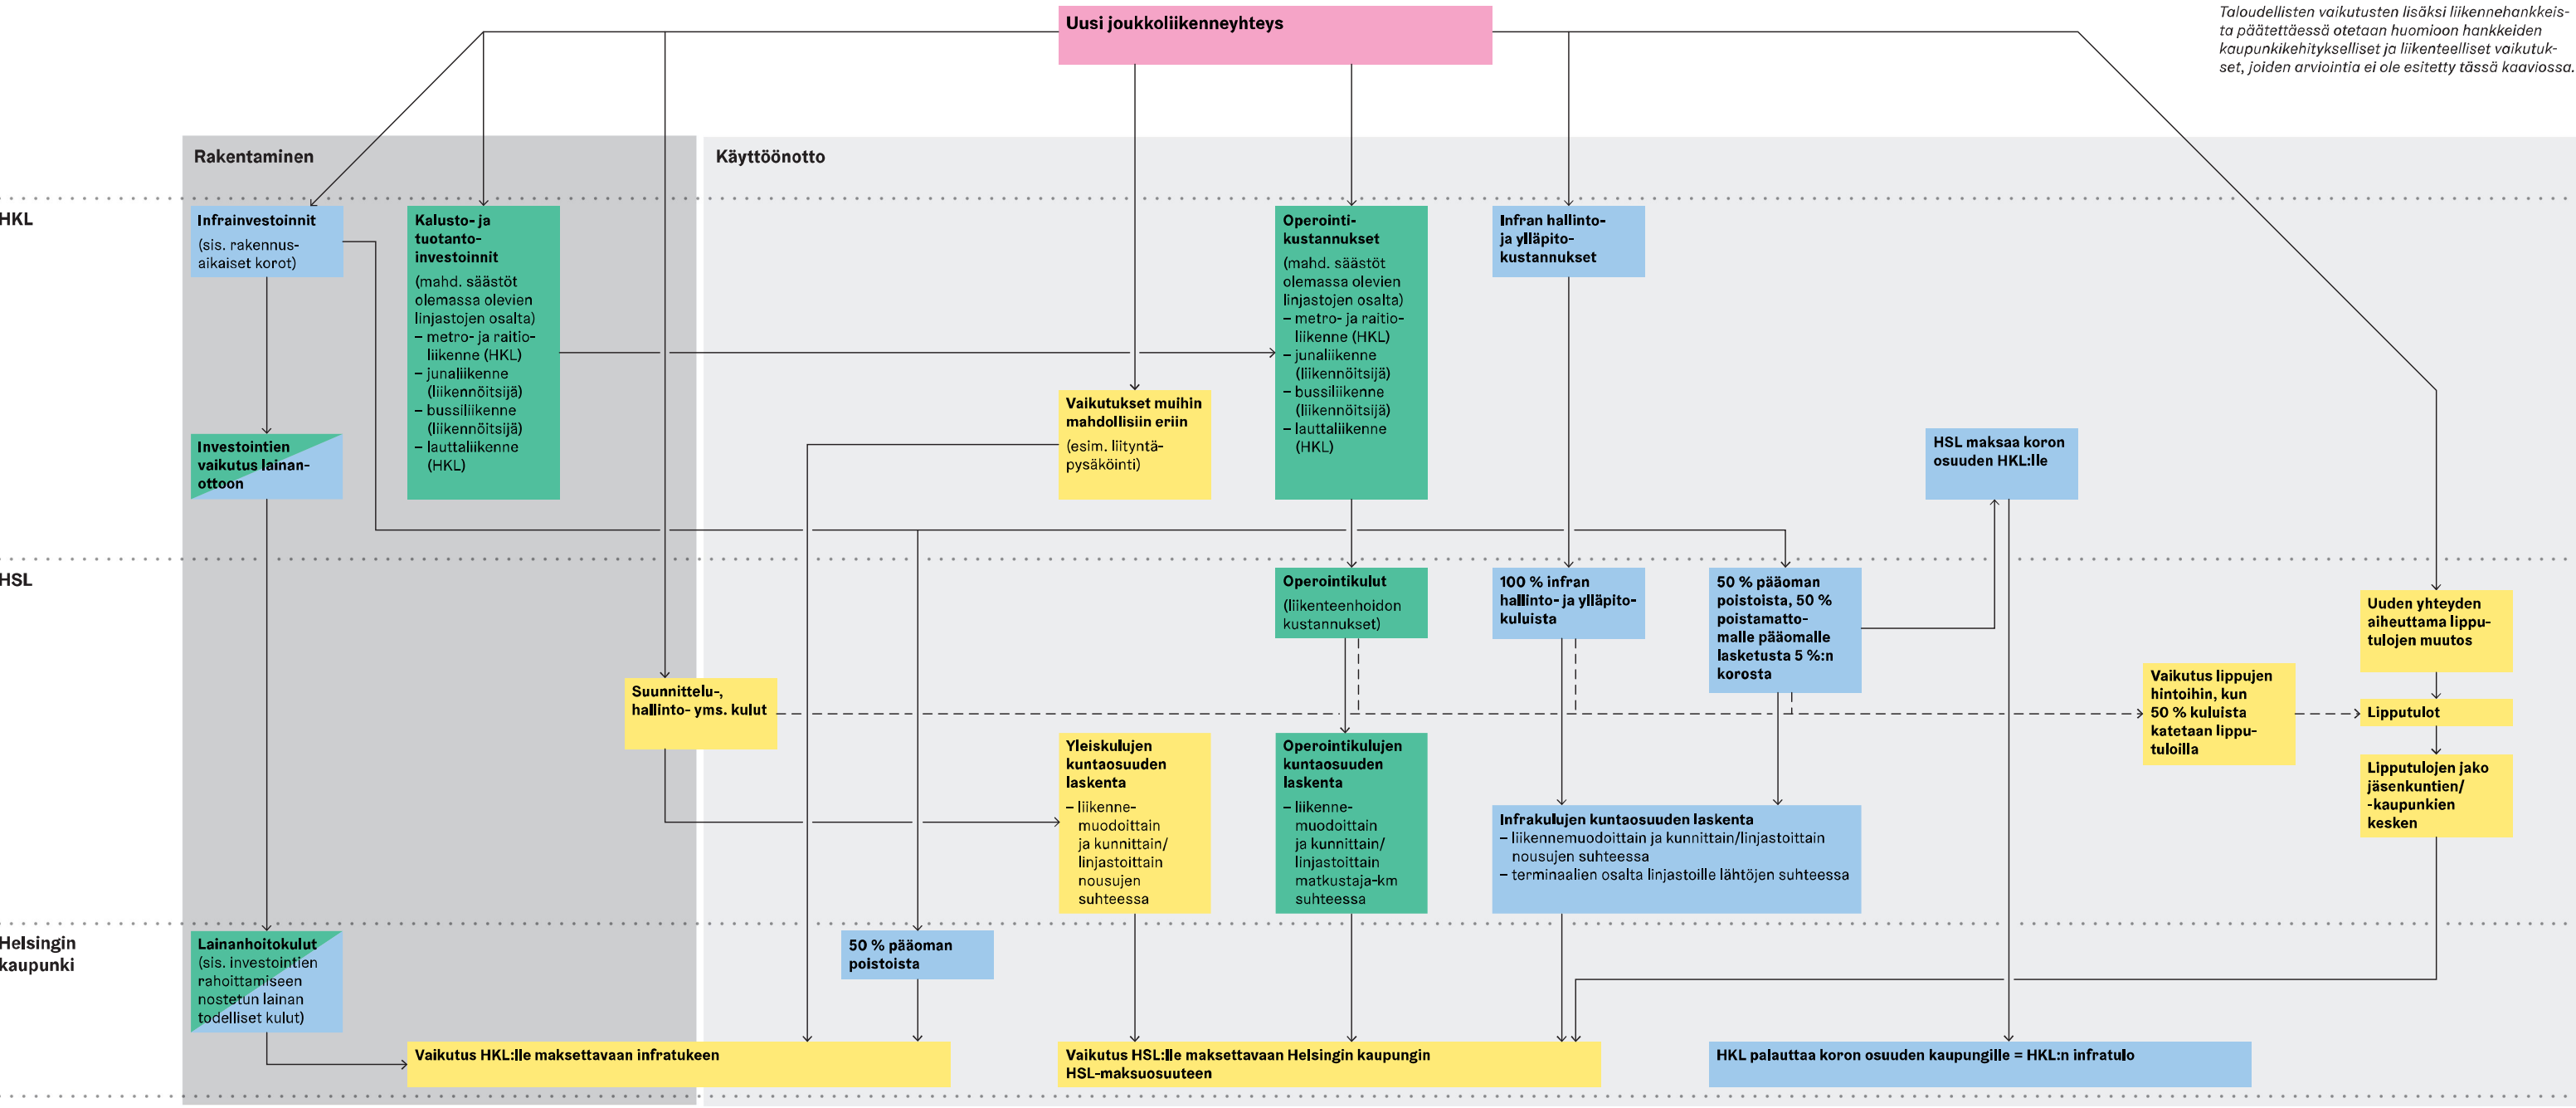 Uusi joukkoliikenneyhteys
Taloudellisten vaikutusten lisäksi liikennehankkeis-
ta päätettäessä otetaan huomioon hankkeiden
kaupunkikehitykselliset ja liikenteelliset vaikutuk-
set, joiden arviointia ei ole esitetty tässä kaaviossa.
Rakentaminen
Käyttöönotto
HKL
Infrainvestoinnit
(sis. rakennus-
aikaiset korot)
Kalusto- ja
tuotanto-
investoinnit
(mahd. säästöt
olemassa olevien
linjastojen osalta)
– metro- ja raitio-
liikenne (HKL)
– junaliikenne
(liikennöitsijä)
– bussiliikenne
(liikennöitsijä)
– lauttaliikenne
(HKL)
Operointi-
kustannukset
(mahd. säästöt
olemassa olevien
linjastojen osalta)
– metro- ja raitio-
liikenne (HKL)
– junaliikenne
(liikennöitsijä)
– bussiliikenne
(liikennöitsijä)
– lauttaliikenne
(HKL)
Infran hallinto-
ja ylläpito-
kustannukset
Vaikutukset muihin
mahdollisiin eriin
(esim. liityntä-
pysäköinti)
Investointien
vaikutus lainan-
ottoon
HSL maksaa koron
osuuden HKL:lle
HSL
Operointikulut
(liikenteenhoidon
kustannukset)
100 % infran
hallinto- ja ylläpito-
kuluista
50 % pääoman
poistoista, 50 %
poistamatto-
malle pääomalle
lasketusta 5 %:n
korosta
Uuden yhteyden
aiheuttama lippu-
tulojen muutos
Suunnittelu-,
hallinto- yms. kulut
Vaikutus lippujen
hintoihin, kun
50 % kuluista
katetaan lippu-
tuloilla
Lipputulot
Yleiskulujen
kuntaosuuden
laskenta
– liikenne-
muodoittain
ja kunnittain/
linjastoittain
nousujen
suhteessa
Operointikulujen
kuntaosuuden
laskenta
– liikenne-
muodoittain
ja kunnittain/
linjastoittain
matkustaja-km
suhteessa
Infrakulujen kuntaosuuden laskenta
– liikennemuodoittain ja kunnittain/linjastoittain
nousujen suhteessa
– terminaalien osalta linjastoille lähtöjen suhteessa
Lipputulojen jako
jäsenkuntien/
-kaupunkien
kesken
Helsingin
kaupunki
Lainanhoitokulut
(sis. investointien
rahoittamiseen
nostetun lainan
todelliset kulut)
50 % pääoman
poistoista
Vaikutus HKL:lle maksettavaan infratukeen
Vaikutus HSL:lle maksettavaan Helsingin kaupungin
HSL-maksuosuuteen
HKL palauttaa koron osuuden kaupungille = HKL:n infratulo